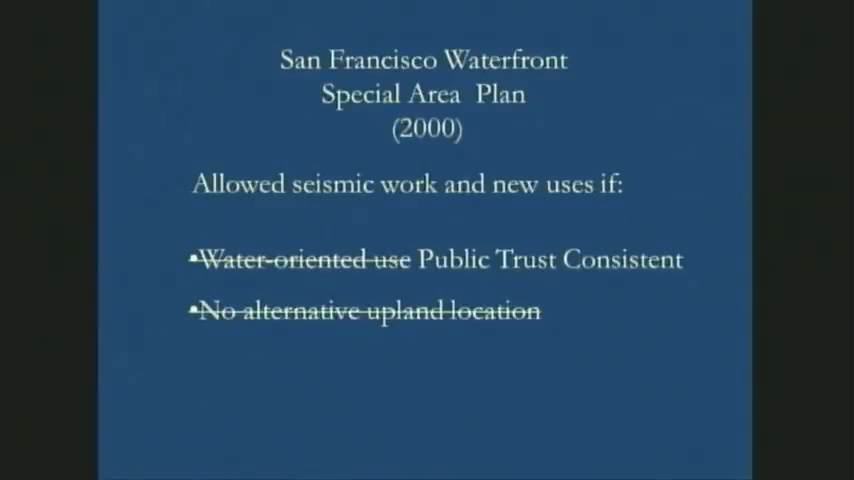 San Francisco Waterfront
Special Area Plan
(2000)
Allowed seismic work and new uses if:
•Water-oriented use Public Trust Consistent
•No alternative upland location